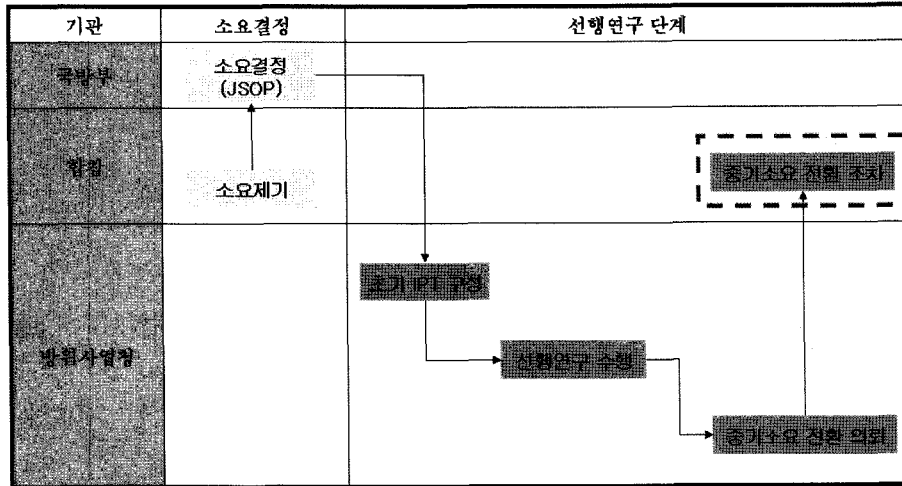 기관
소요결정
선행연구 단계
국방부
소요결정
(JSOP)
합참
소요제기
중기소요 전환 조치
초기 IPT 구성
방위사업청
선행연구 수행
중기소요 전환 의뢰